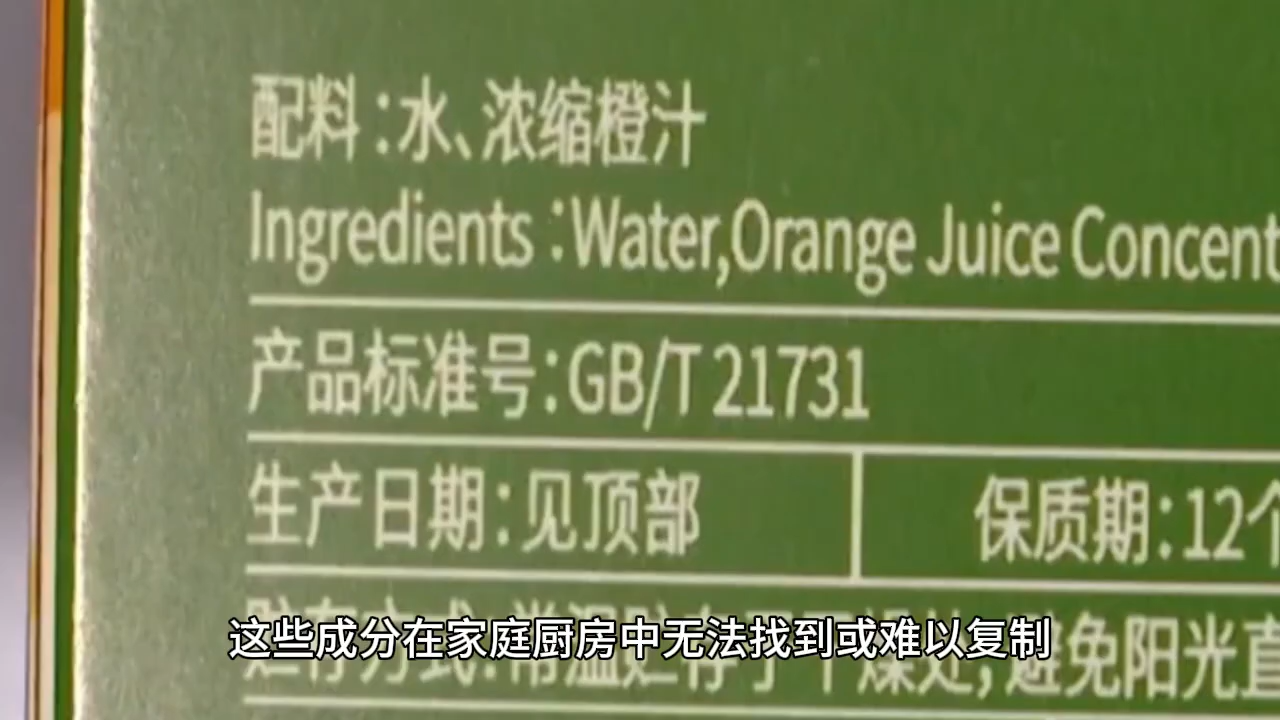 配料:水、浓缩橙汁
Ingredients:Water,Orange Juice Concent
产品标准号:GB/T 21731
生产日期:见顶部
保质期:12个
这些成分在家庭厨房中无法找到或难以复制
避免阳光直